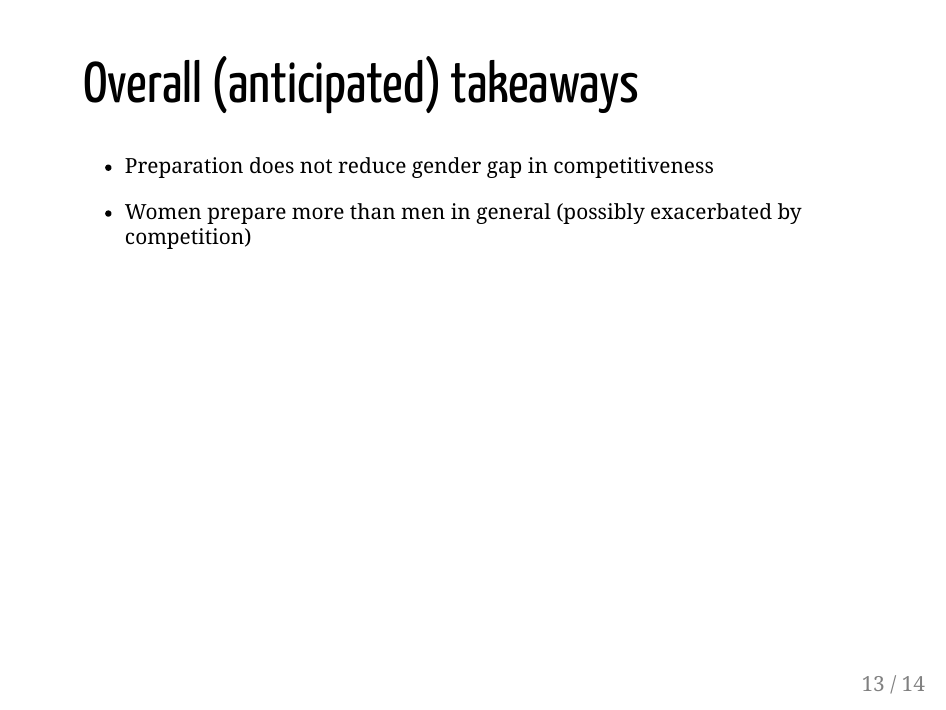 Overall (anticipated) takeaways
• Preparation does not reduce gender gap in competitiveness
• Women prepare more than men in general (possibly exacerbated by
competition)
13 / 14